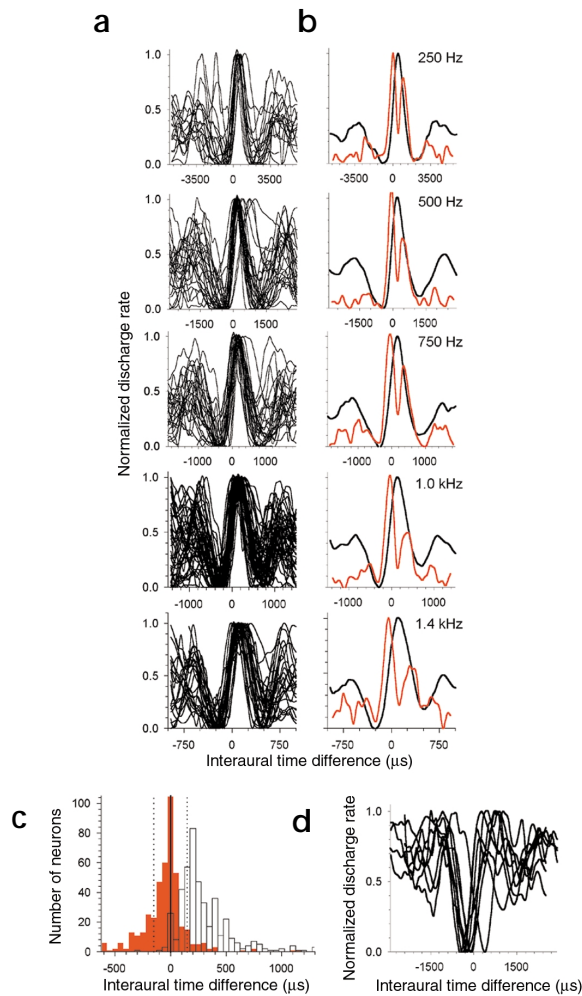 a
b
Normalized discharge rate
1.0
0.5
0.0
-3500 0 3500
250 Hz
-3500 0 3500
1.0
0.5
0.0
-1500 0 1500
500 Hz
-1500 0 1500
1.0
0.5
0.0
-1000 0 1000
750 Hz
-1000 0 1000
1.0
0.5
0.0
-1000 0 1000
1.0 kHz
-1000 0 1000
1.0
0.5
0.0
-750 0 750
1.4 kHz
-750 0 750
Interaural time difference (µs)
c
Number of neurons
100
80
60
40
20
0
-500 0 500 1000
Interaural time difference (µs)
d
Normalized discharge rate
1.0
0.5
0.0
-1500 0 1500
Interaural time difference (µs)